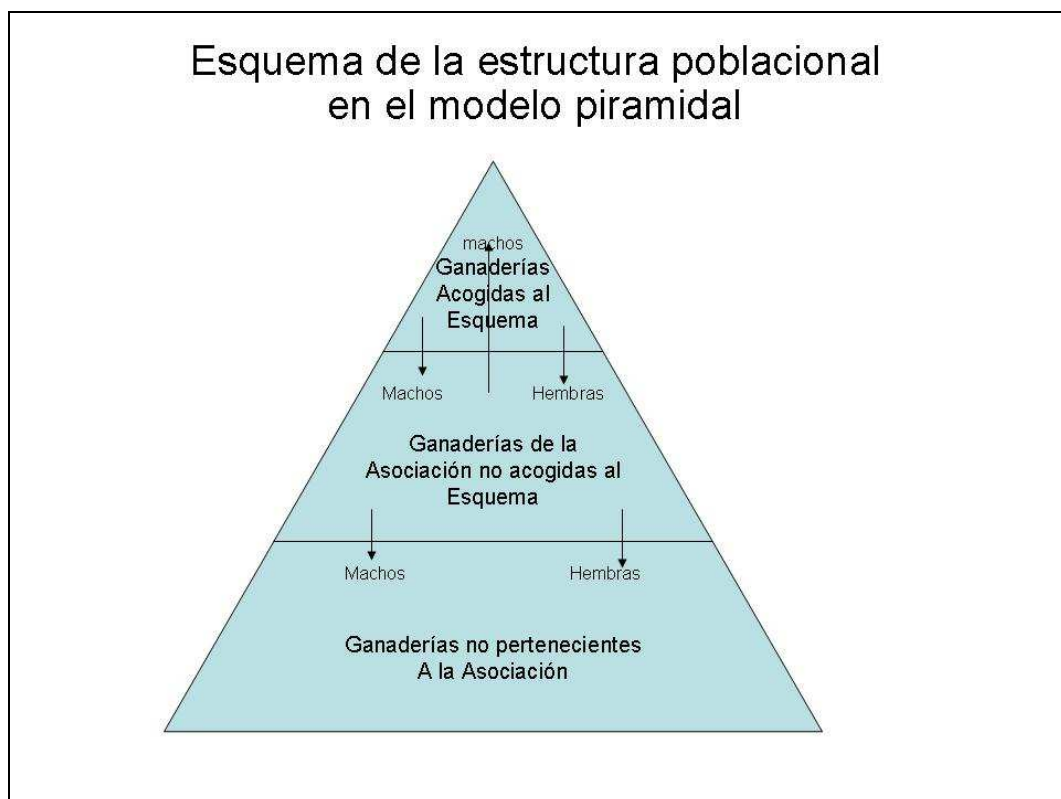 Esquema de la estructura poblacional
en el modelo piramidal
machos
Ganaderías
Acogidas al
Esquema
Machos Hembras
Ganaderías de la
Asociación no acogidas al
Esquema
Machos Hembras
Ganaderías no pertenecientes
A la Asociación